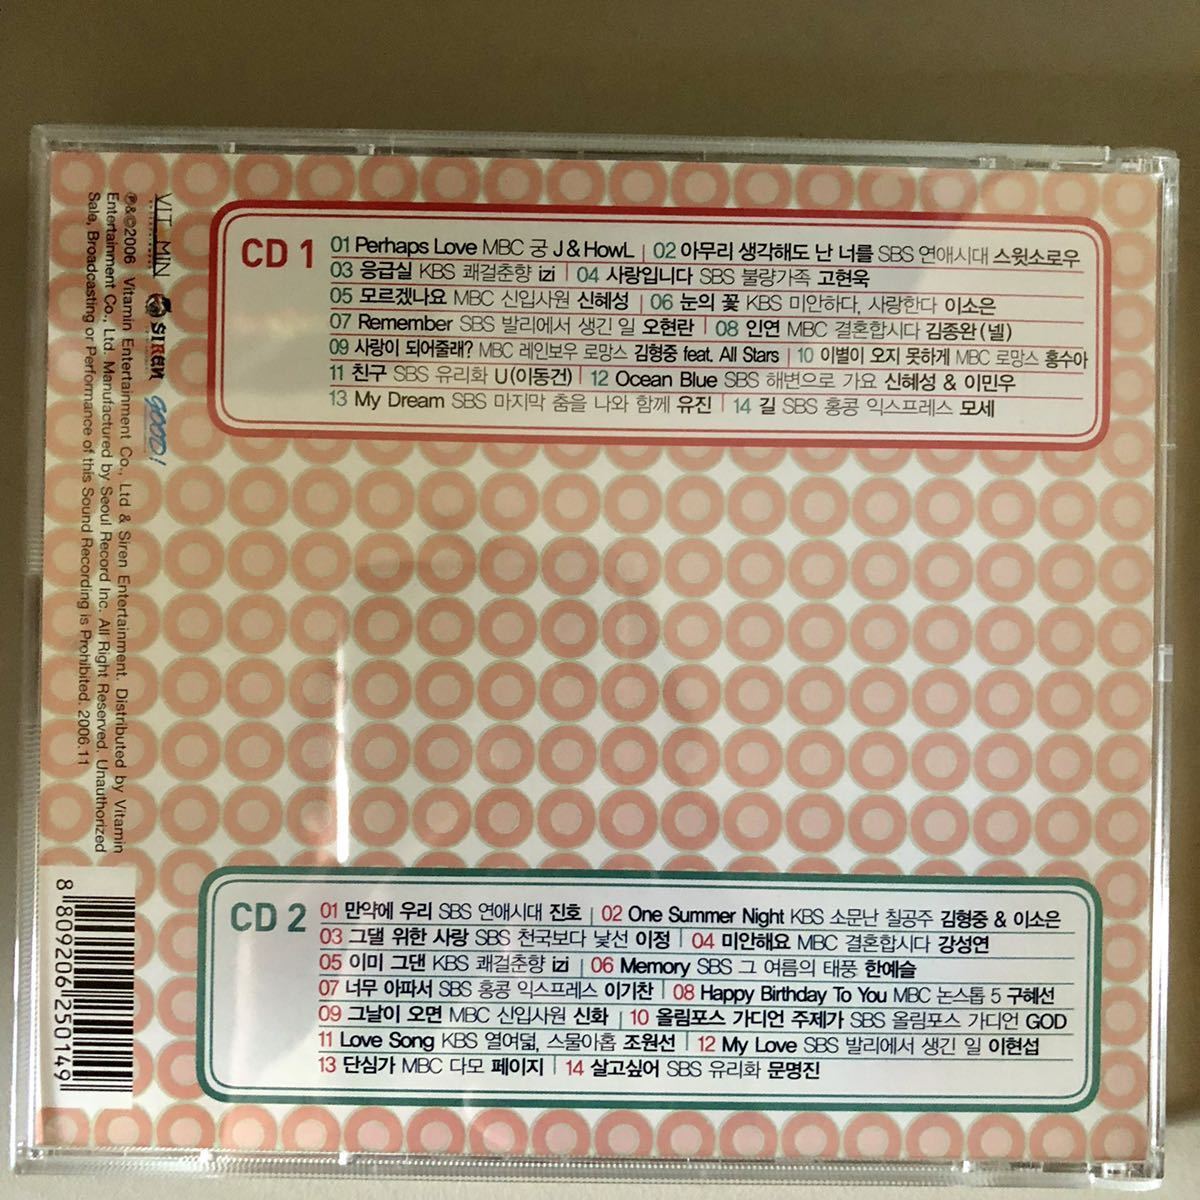 CD 1
01 Perhaps Love MBC 궁 J & HowL | 02 아무리 생각해도 난 너를 SBS 연애시대 스윗소로우
03 응급실 KBS 쾌걸춘향 izi | 04 사랑입니다 SBS 불량가족 고현욱
05 모르겠나요 MBC 신입사원 신혜성 | 06 눈의 꽃 KBS 미안하다, 사랑한다 이소은
07 Remember SBS 발리에서 생긴 일 오현란 | 08 인연 MBC 결혼합시다 김종완(넬)
09 사랑이 되어줄래? MBC 레인보우 로망스 김형중 feat. All Stars | 10 이별이 오지 못하게 MBC 로망스 홍수아
11 친구 SBS 유리화 U(이동건) | 12 Ocean Blue SBS 해변으로 가요 신혜성 & 이민우
13 My Dream SBS 마지막 춤을 나와 함께 유진 | 14 길 SBS 홍콩 익스프레스 모세
CD 2
01 만약에 우리 SBS 연애시대 진호 | 02 One Summer Night KBS 소문난 칠공주 김형중 & 이소은
03 그댈 위한 사랑 SBS 천국보다 낯선 이정 | 04 미안해요 MBC 결혼합시다 강성연
05 이미 그댄 KBS 쾌걸춘향 izi | 06 Memory SBS 그 여름의 태풍 한예슬
07 너무 아파서 SBS 홍콩 익스프레스 이기찬 | 08 Happy Birthday To You MBC 논스톱 5 구혜선
09 그날이 오면 MBC 신입사원 신화 | 10 올림포스 가디언 주제가 SBS 올림포스 가디언 GOD
11 Love Song KBS 열여덟, 스물아홉 조원선 | 12 My Love SBS 발리에서 생긴 일 이현섭
13 단심가 MBC 다모 페이지 | 14 살고싶어 SBS 유리화 문명진
VIT MIN
SIREN
GOOD!
℗&©2006 Vitamin Entertainment Co., Ltd & Siren Entertainment. Distributed by Vitamin
Entertainment Co., Ltd. Manufactured by Seoul Record Inc. All Right Reserved. Unauthorized
Sale, Broadcasting or Performance of this Sound Recording is Prohibited. 2006.11
8 809206 250149